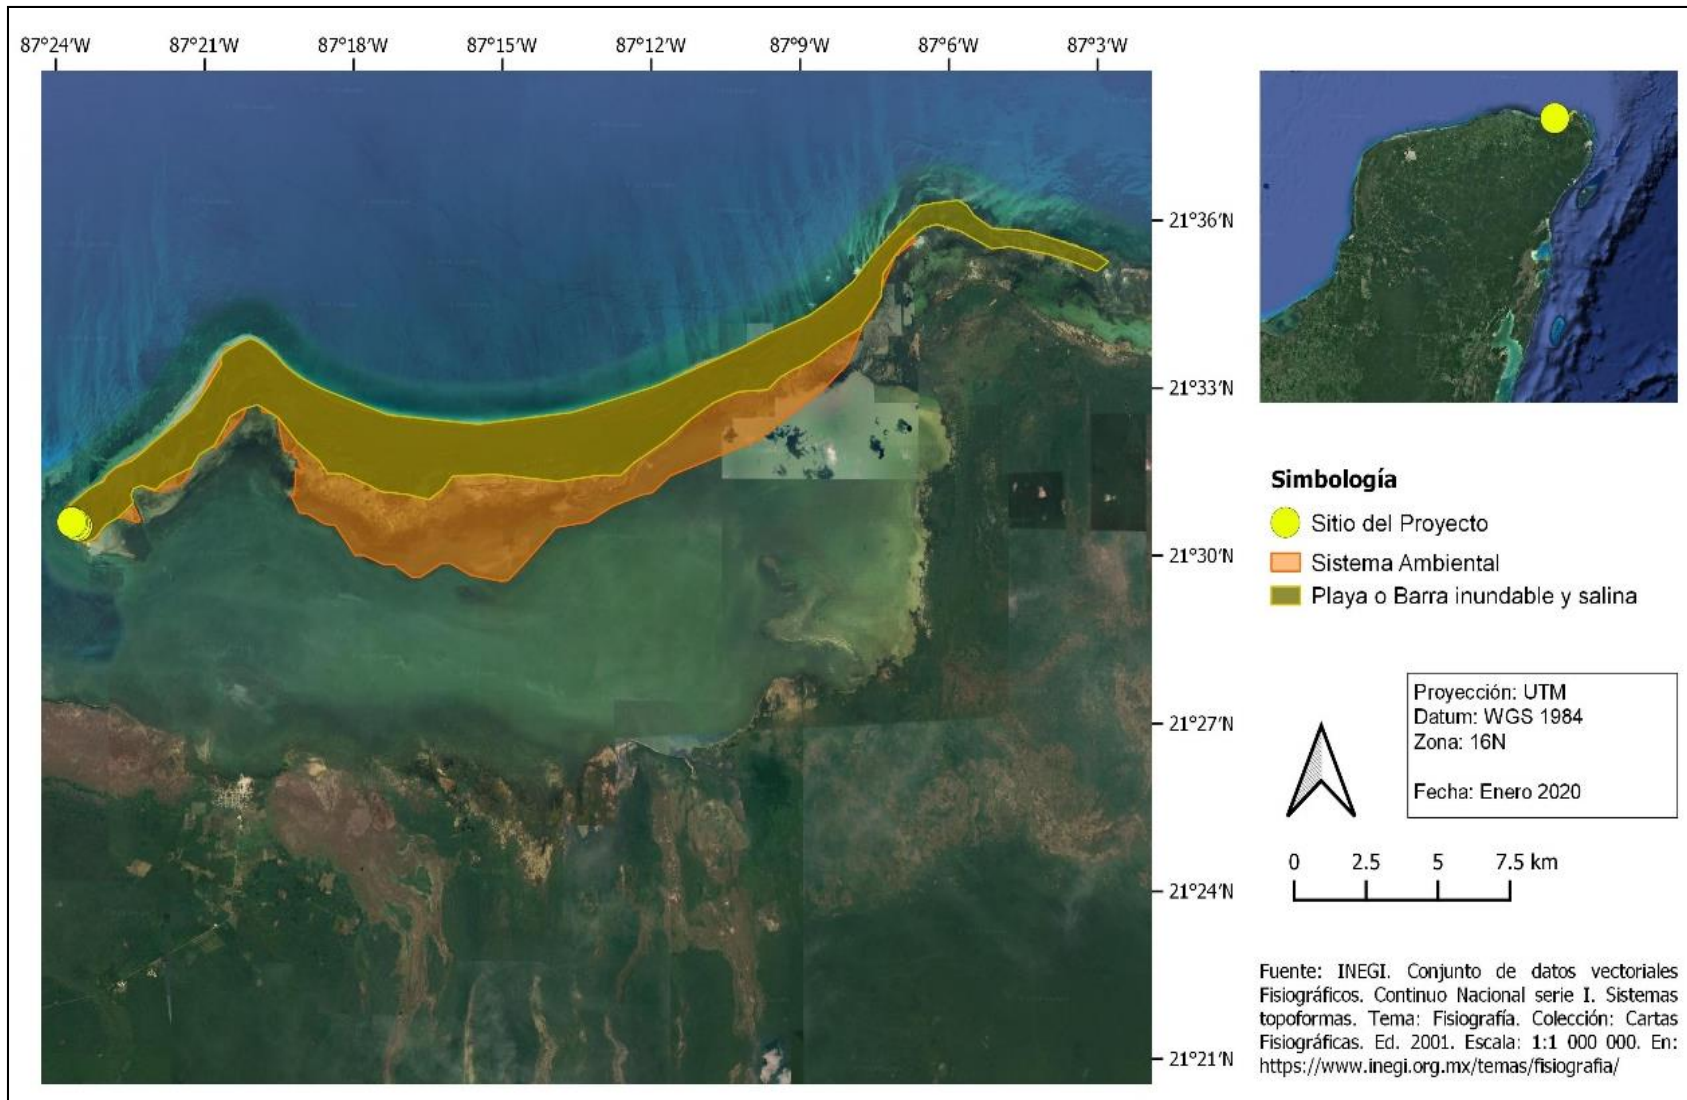 87°24′W 87°21′W 87°18′W 87°15′W 87°12′W 87°9′W 87°6′W 87°3′W
21°36′N
21°33′N
21°30′N
21°27′N
21°24′N
21°21′N
Simbología
Sitio del Proyecto
Sistema Ambiental
Playa o Barra inundable y salina
Proyección: UTM
Datum: WGS 1984
Zona: 16N
Fecha: Enero 2020
0 2.5 5 7.5 km
Fuente: INEGI. Conjunto de datos vectoriales
Fisiográficos. Continuo Nacional serie I. Sistemas
topoformas. Tema: Fisiografía. Colección: Cartas
Fisiográficas. Ed. 2001. Escala: 1:1 000 000. En:
https://www.inegi.org.mx/temas/fisiografia/